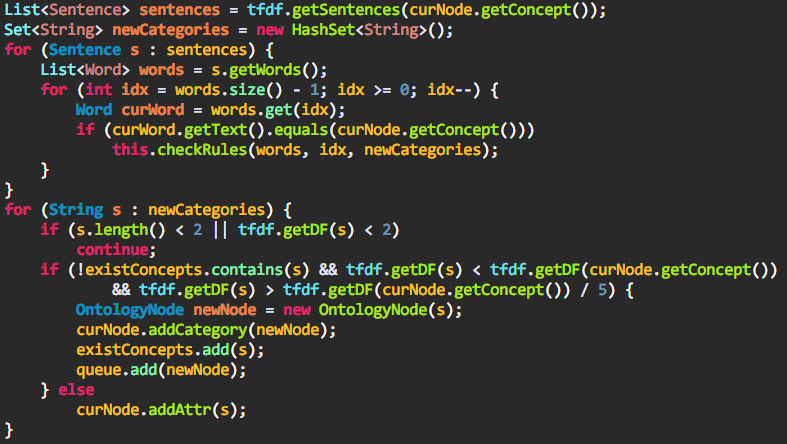 List<Sentence> sentences = tfdf.getSentences(curNode.getConcept());
Set<String> newCategories = new HashSet<String>();
for (Sentence s : sentences) {
    List<Word> words = s.getWords();
    for (int idx = words.size() - 1; idx >= 0; idx--) {
        Word curWord = words.get(idx);
        if (curWord.getText().equals(curNode.getConcept()))
            this.checkRules(words, idx, newCategories);
    }
}
for (String s : newCategories) {
    if (s.length() < 2 || tfdf.getDF(s) < 2)
        continue;
    if (!existConcepts.contains(s) && tfdf.getDF(s) < tfdf.getDF(curNode.getConcept())
            && tfdf.getDF(s) > tfdf.getDF(curNode.getConcept()) / 5) {
        OntologyNode newNode = new OntologyNode(s);
        curNode.addCategory(newNode);
        existConcepts.add(s);
        queue.add(newNode);
    } else
        curNode.addAttr(s);
}